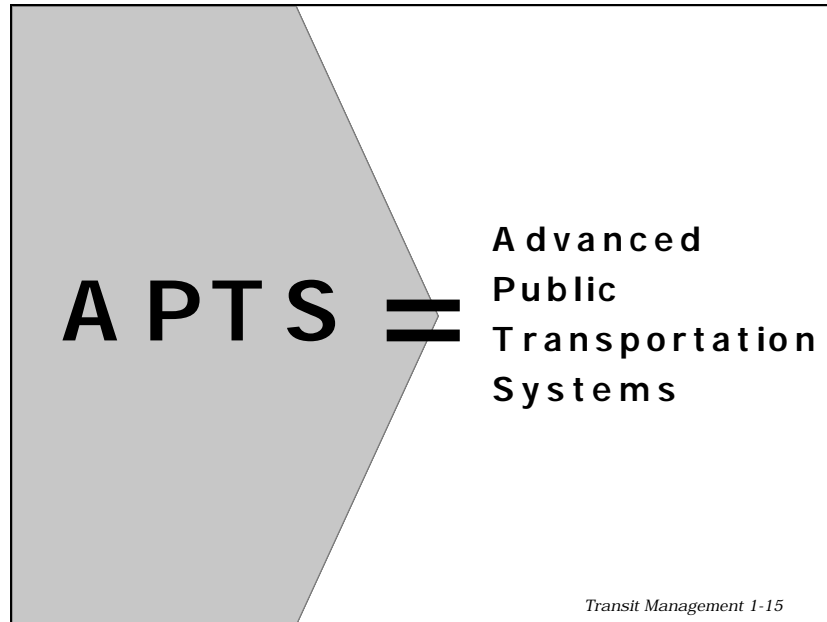 APTS =
Advanced
Public
Transportation
Systems
Transit Management 1-15